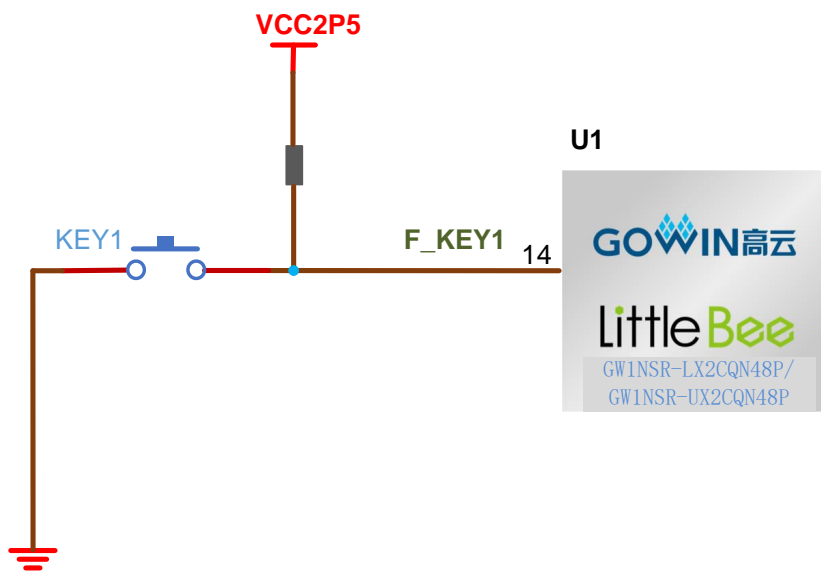 VCC2P5
U1
KEY1
F_KEY1
14
GOWIN高云
LittleBee
GW1NSR-LX2CQN48P/
GW1NSR-UX2CQN48P